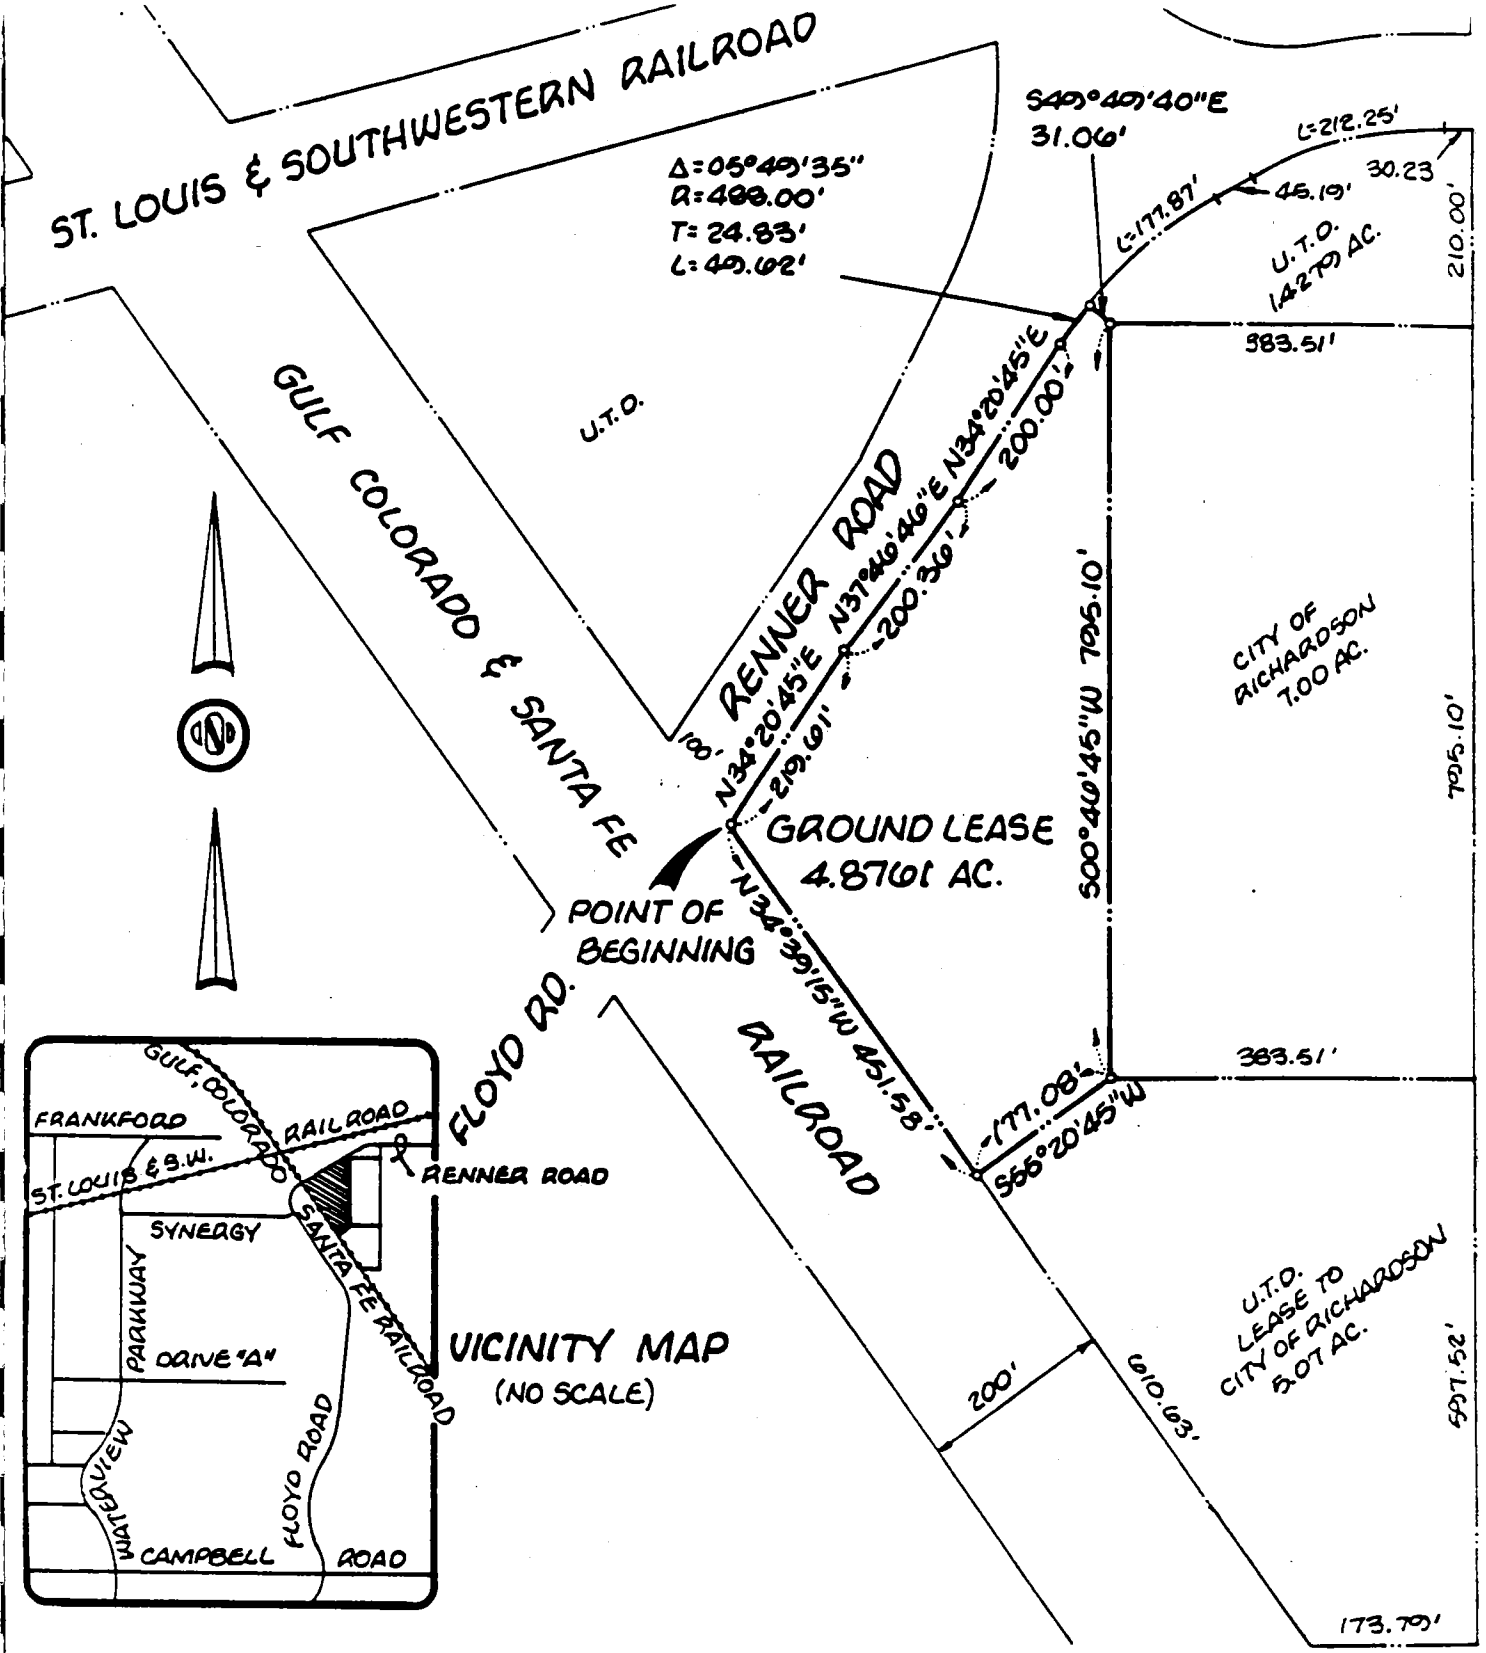 ST. LOUIS & SOUTHWESTERN RAILROAD
Δ=05°49'35"
R=488.00'
T=24.83'
L=49.62'
S49°49'40"E
31.06'
L=212.25'
30.23
L=177.87'
45.19'
U.T.D.
1.4279 AC.
210.00'
383.51'
U.T.D.
GULF COLORADO & SANTA FE
RAILROAD
RENNER ROAD
100'
N34°20'45"E
200.00'
N37°46'46"E
200.36'
N34°20'45"E
219.61'
S00°46'45"W 795.10'
CITY OF
RICHARDSON
7.00 AC.
795.10'
GROUND LEASE
4.8761 AC.
POINT OF
BEGINNING
N34°39'15"W 451.58'
FLOYD RD.
383.51'
177.08'
S55°20'45"W
U.T.D.
LEASE TO
CITY OF RICHARDSON
5.07 AC.
597.52'
610.63'
200'
173.79'
GULF, COLORADO
FRANKFORD
RAILROAD
ST. LOUIS & S.W.
RENNER ROAD
SYNERGY
SANTA FE RAILROAD
PARKWAY
DRIVE "A"
WATERVIEW
FLOYD ROAD
CAMPBELL ROAD
VICINITY MAP
(NO SCALE)